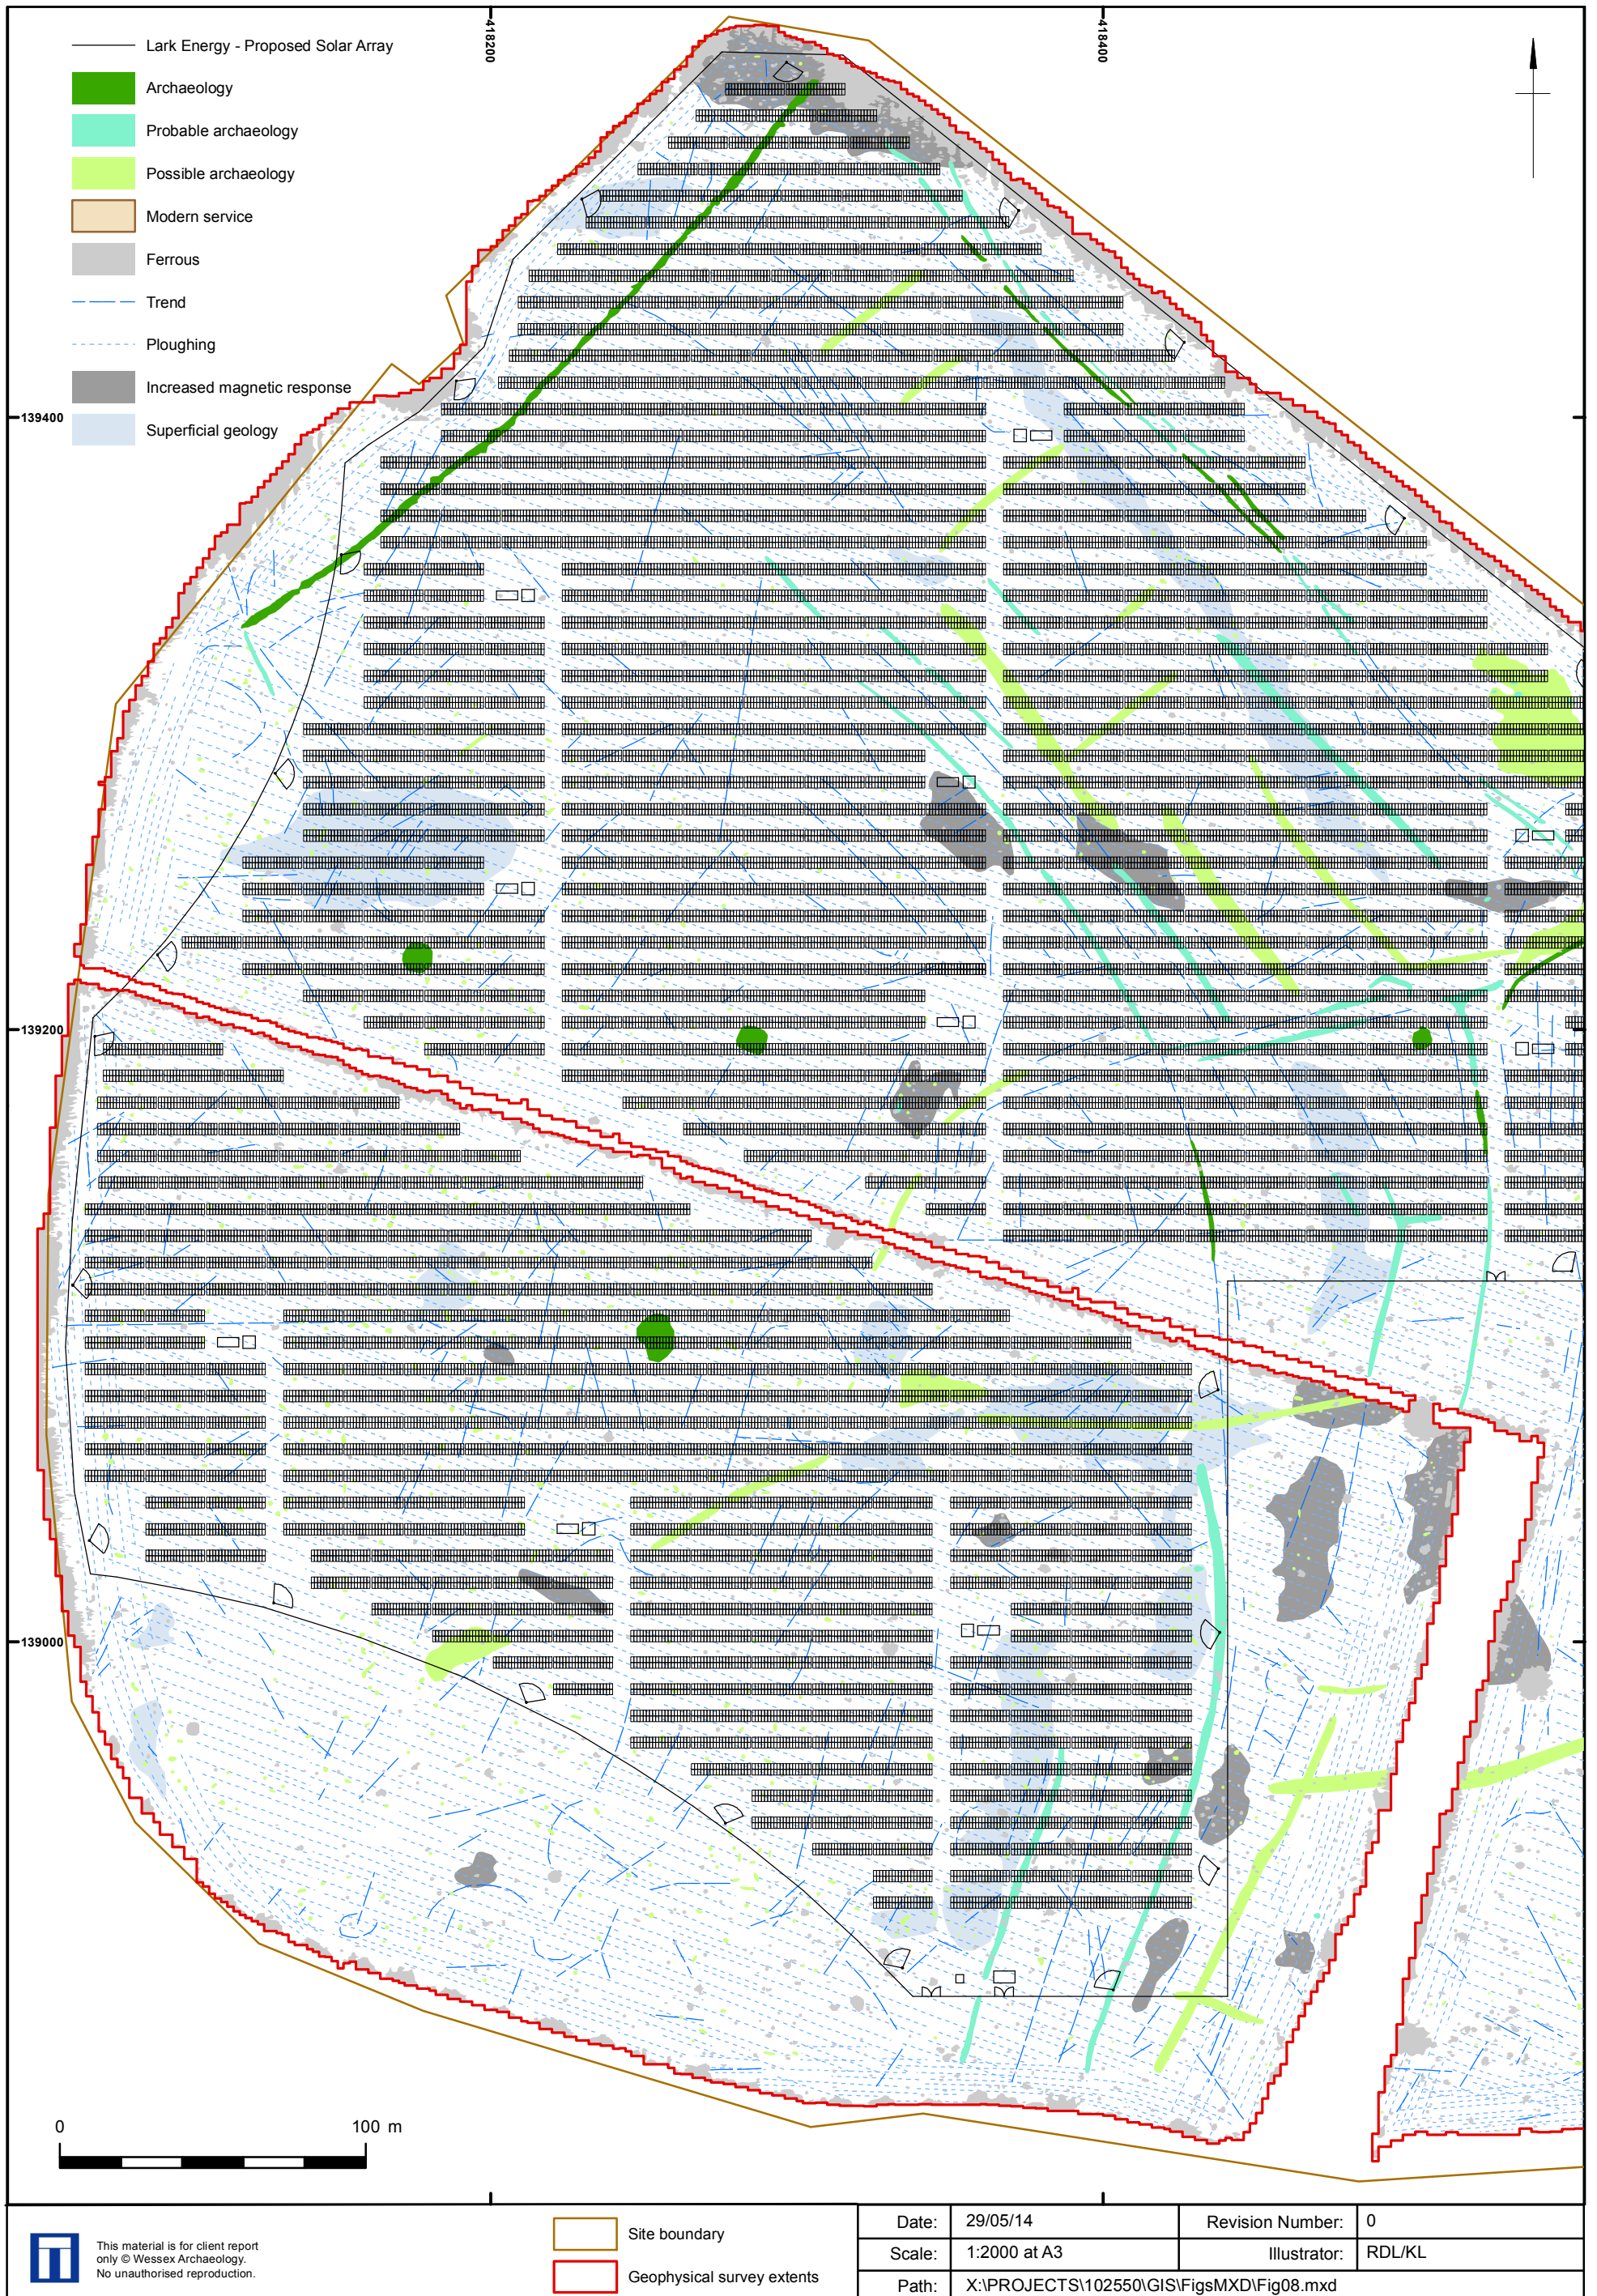 418200
418400
Lark Energy - Proposed Solar Array
Archaeology
Probable archaeology
Possible archaeology
Modern service
Ferrous
Trend
Ploughing
Increased magnetic response
Superficial geology
139400
139200
139000
0 100 m
This material is for client report
only © Wessex Archaeology.
No unauthorised reproduction.
Site boundary
Geophysical survey extents
Date: 29/05/14 Revision Number: 0
Scale: 1:2000 at A3 Illustrator: RDL/KL
Path: X:\PROJECTS\102550\GIS\FigsMXD\Fig08.mxd